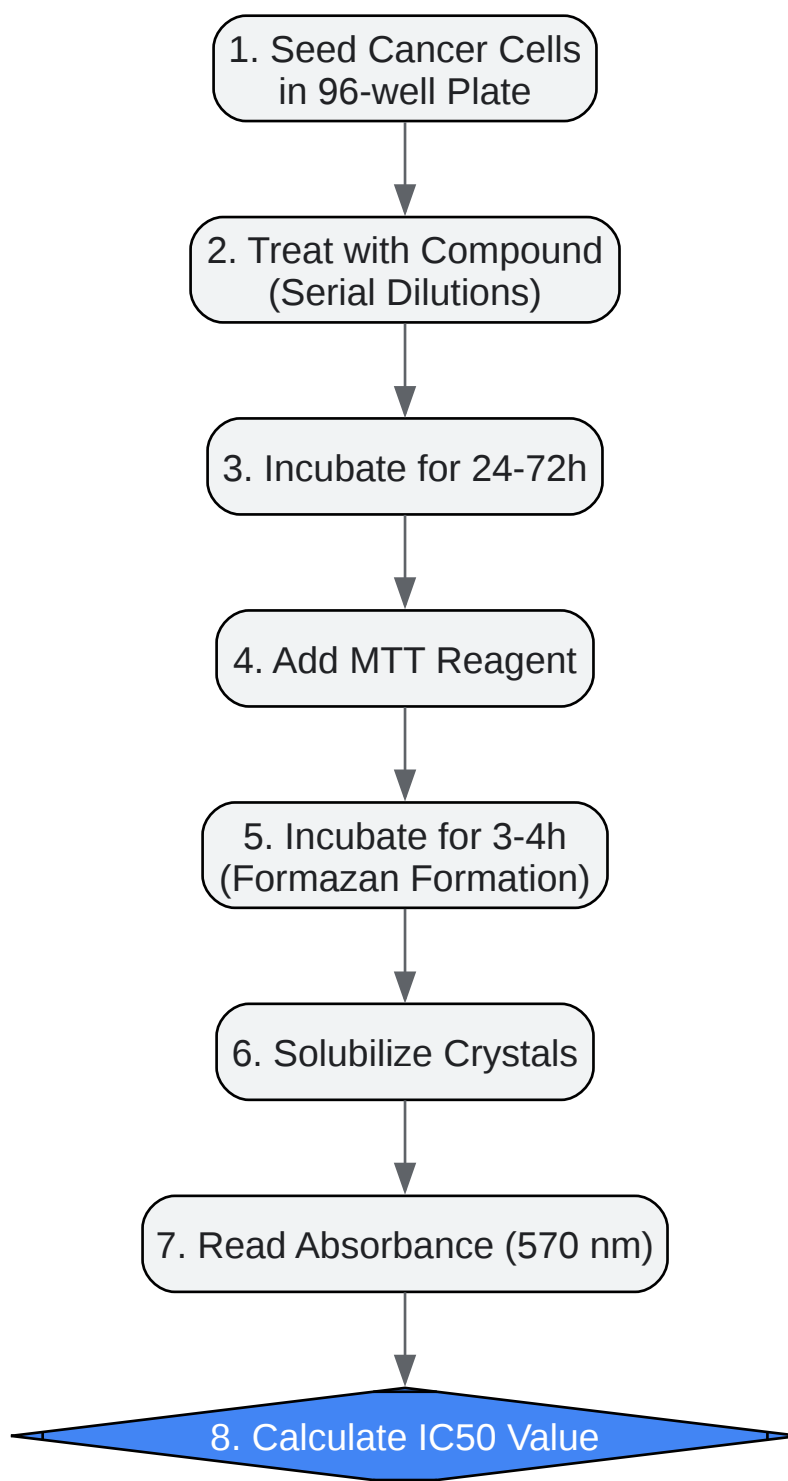 1. Seed Cancer Cells
in 96-well Plate
2. Treat with Compound
(Serial Dilutions)
3. Incubate for 24-72h
4. Add MTT Reagent
5. Incubate for 3-4h
(Formazan Formation)
6. Solubilize Crystals
7. Read Absorbance (570 nm)
8. Calculate IC50 Value